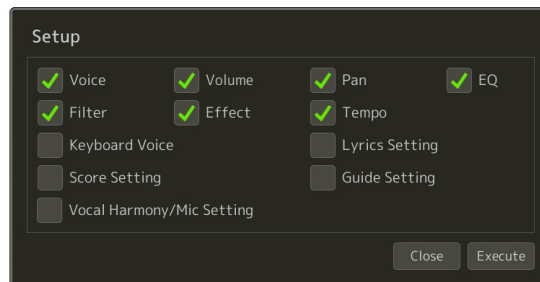 Setup
Voice Volume Pan EQ
Filter Effect Tempo
Keyboard Voice Lyrics Setting
Score Setting Guide Setting
Vocal Harmony/Mic Setting
Close Execute